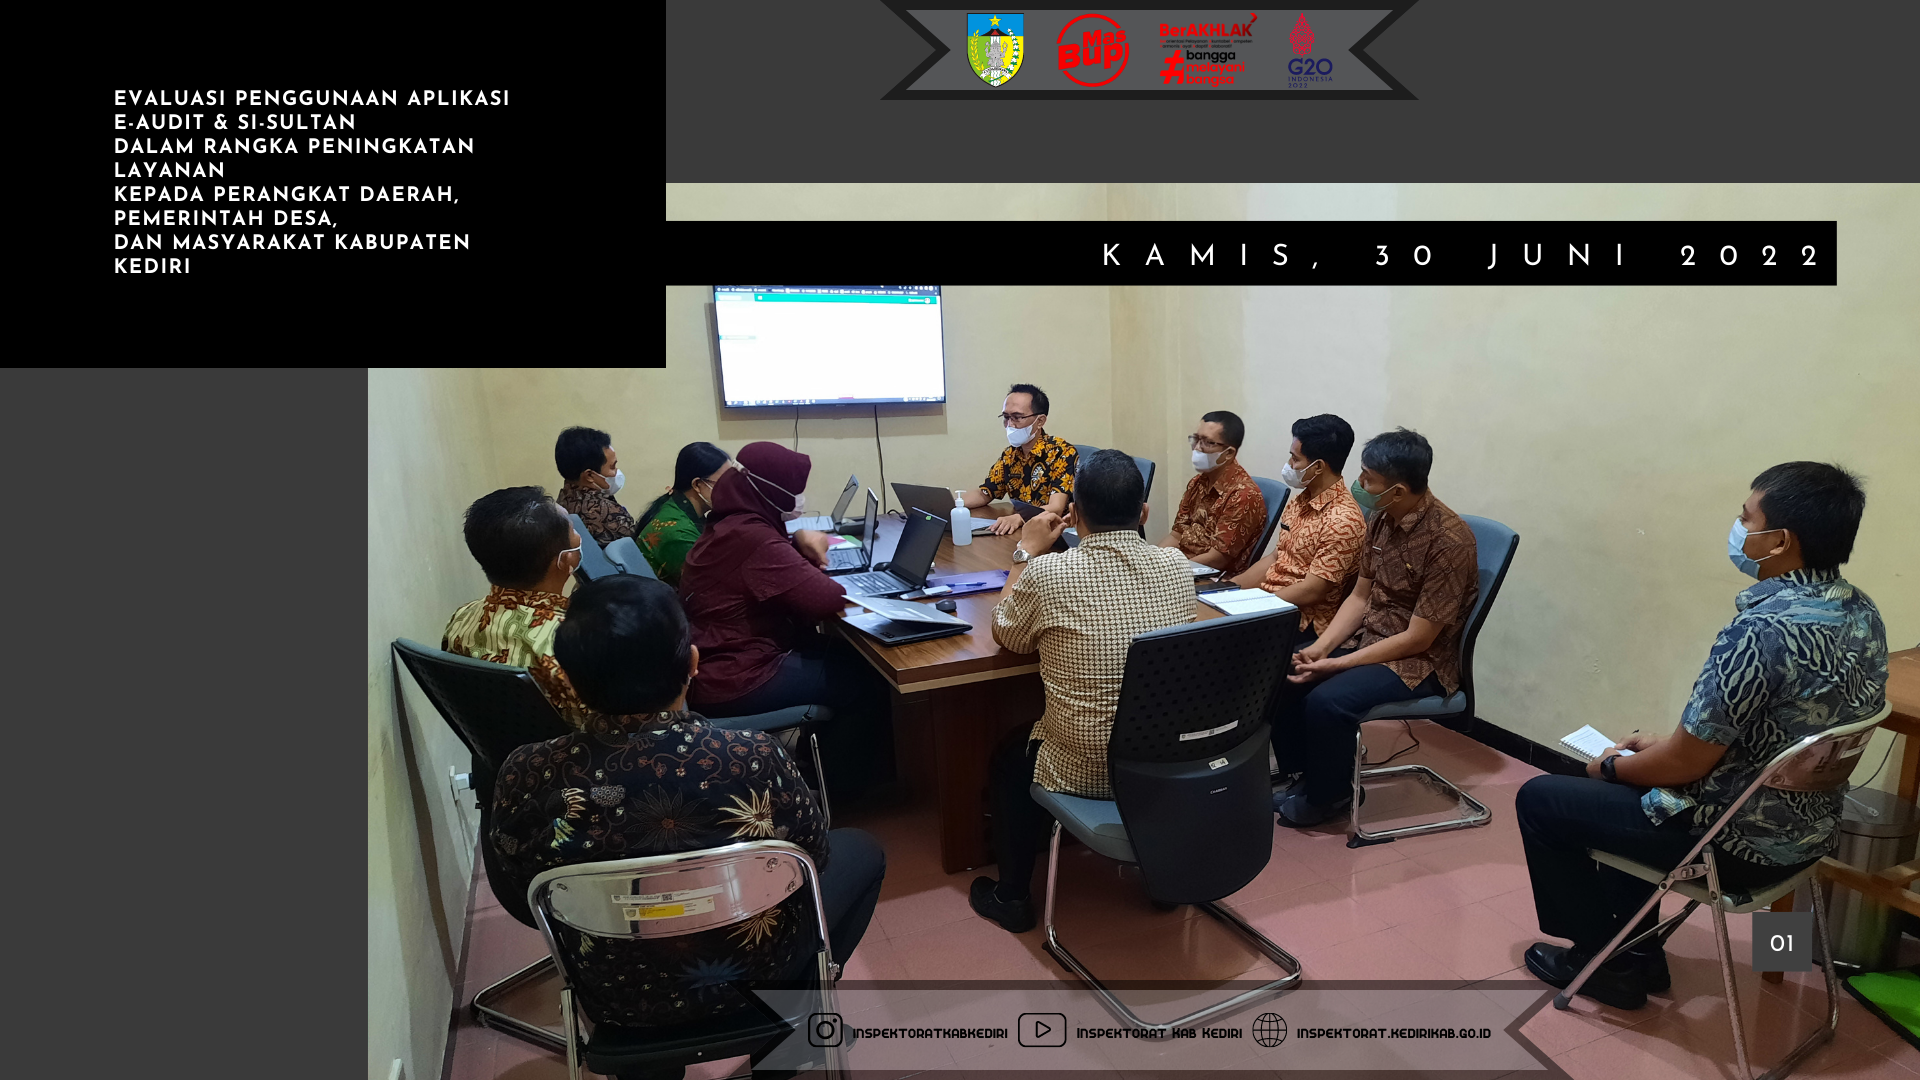 EVALUASI PENGGUNAAN APLIKASI
E-AUDIT & SI-SULTAN
DALAM RANGKA PENINGKATAN
LAYANAN
KEPADA PERANGKAT DAERAH,
PEMERINTAH DESA,
DAN MASYARAKAT KABUPATEN
KEDIRI
Mas
BUP
BerAKHLAK
# bangga
melayani
bangsa
G20
INDONESIA
2022
KAMIS, 30 JUNI 2022
01
INSPEKTORATKABKEDIRI
INSPEKTORAT KAB KEDIRI
INSPEKTORAT.KEDIRIKAB.GO.ID